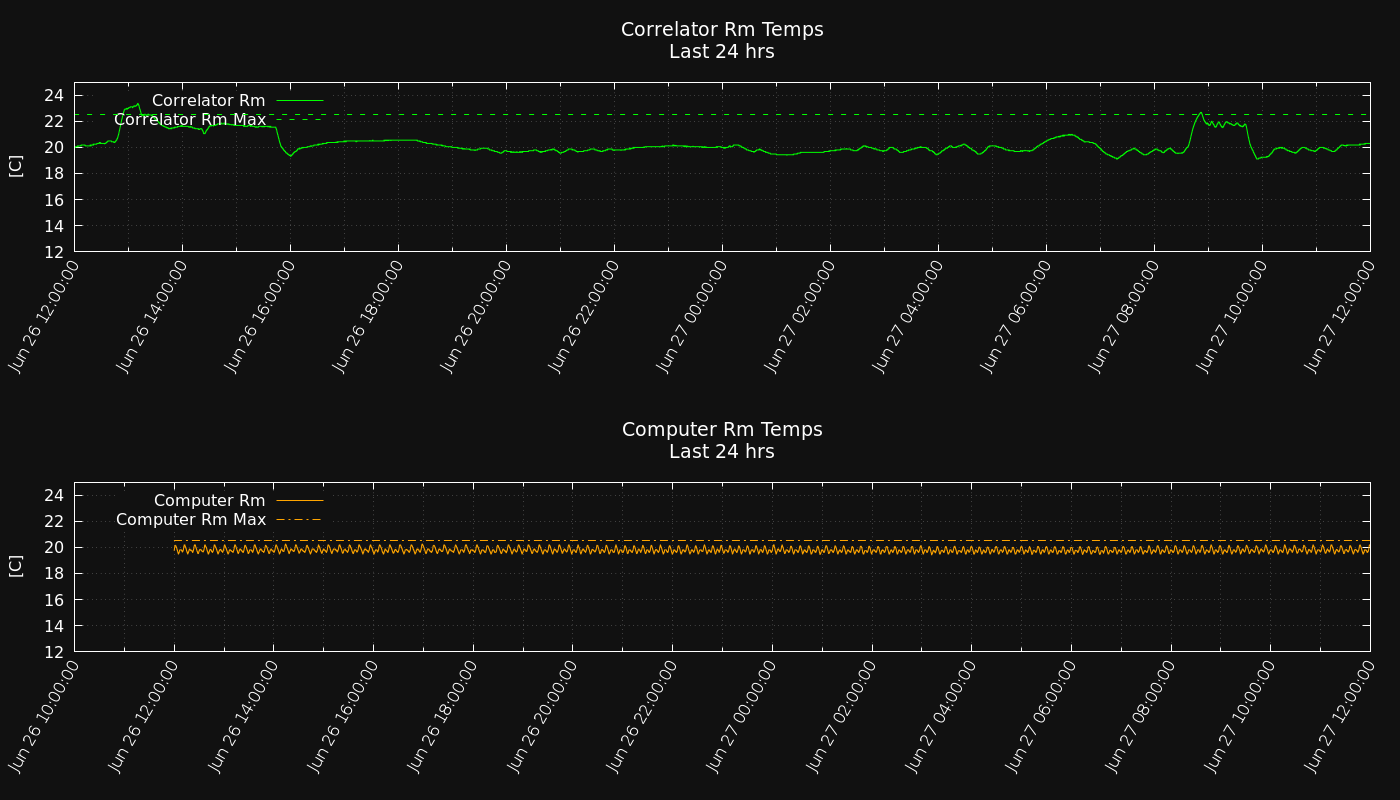 Correlator Rm Temps
Last 24 hrs
Correlator Rm
Correlator Rm Max
[C]
24
22
20
18
16
14
12
Jun 26 12:00:00
Jun 26 14:00:00
Jun 26 16:00:00
Jun 26 18:00:00
Jun 26 20:00:00
Jun 26 22:00:00
Jun 27 00:00:00
Jun 27 02:00:00
Jun 27 04:00:00
Jun 27 06:00:00
Jun 27 08:00:00
Jun 27 10:00:00
Jun 27 12:00:00
Computer Rm Temps
Last 24 hrs
Computer Rm
Computer Rm Max
[C]
24
22
20
18
16
14
12
Jun 26 10:00:00
Jun 26 12:00:00
Jun 26 14:00:00
Jun 26 16:00:00
Jun 26 18:00:00
Jun 26 20:00:00
Jun 26 22:00:00
Jun 27 00:00:00
Jun 27 02:00:00
Jun 27 04:00:00
Jun 27 06:00:00
Jun 27 08:00:00
Jun 27 10:00:00
Jun 27 12:00:00